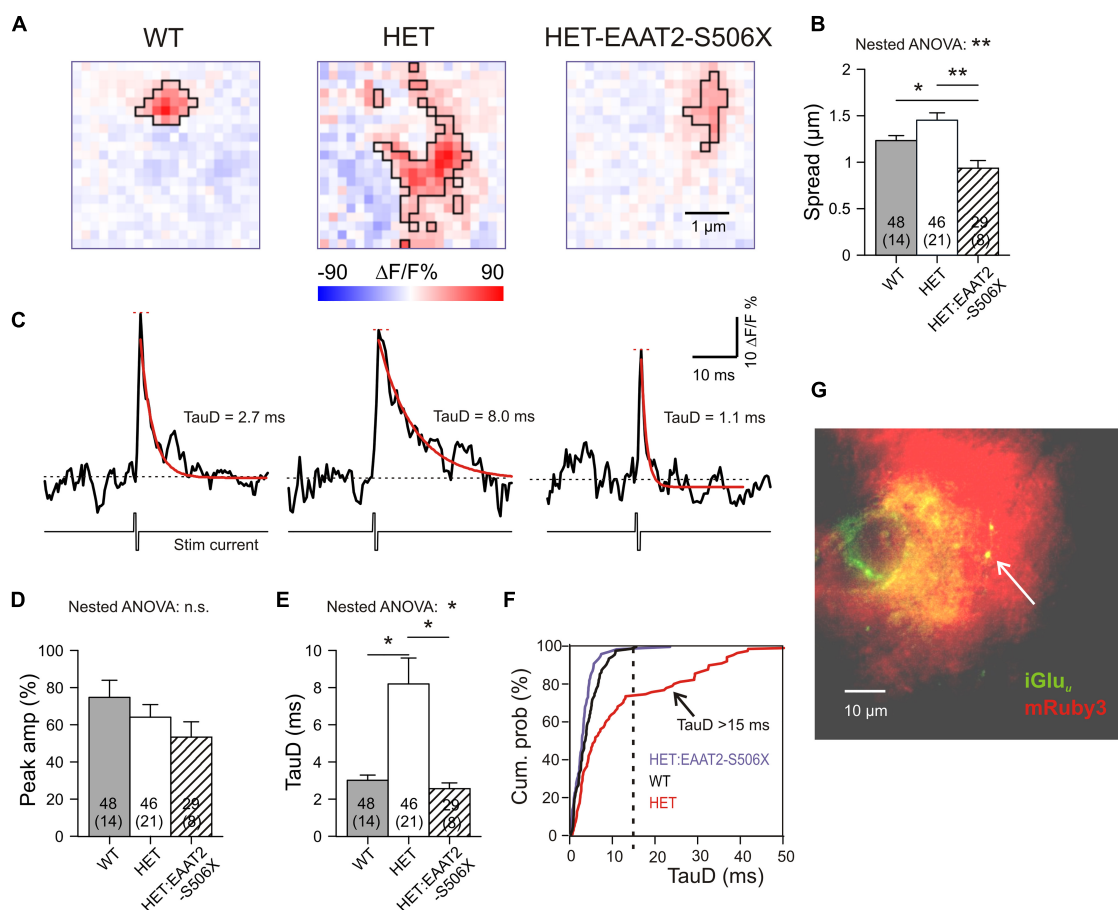 A
WT
HET
HET-EAAT2-S506X
1 µm
-90 ΔF/F% 90
B
Nested ANOVA: **
*
**
Spread (µm)
2
1.5
1
0.5
0
48
(14)
46
(21)
29
(8)
WT
HET
HET:EAAT2
-S506X
C
TauD = 2.7 ms
TauD = 8.0 ms
TauD = 1.1 ms
10 ΔF/F %
10 ms
Stim current
D
Nested ANOVA: n.s.
Peak amp (%)
100
80
60
40
20
0
48
(14)
46
(21)
29
(8)
WT
HET
HET:EAAT2
-S506X
E
Nested ANOVA: *
*
*
TauD (ms)
10
8
6
4
2
0
48
(14)
46
(21)
29
(8)
WT
HET
HET:EAAT2
-S506X
F
Cum. prob (%)
100
80
60
40
20
0
TauD >15 ms
HET:EAAT2-S506X
WT
HET
0 10 20 30 40 50
TauD (ms)
G
iGluu
mRuby3
10 µm